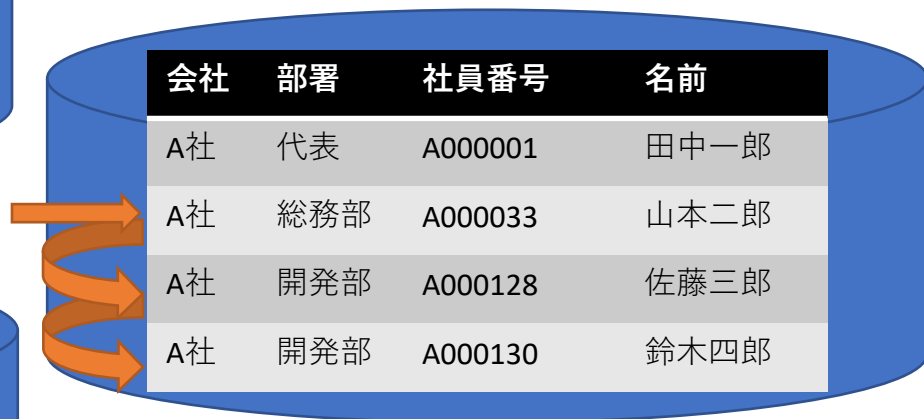 会社 部署 社員番号 名前
A社 代表 A000001 田中一郎
A社 総務部 A000033 山本二郎
A社 開発部 A000128 佐藤三郎
A社 開発部 A000130 鈴木四郎